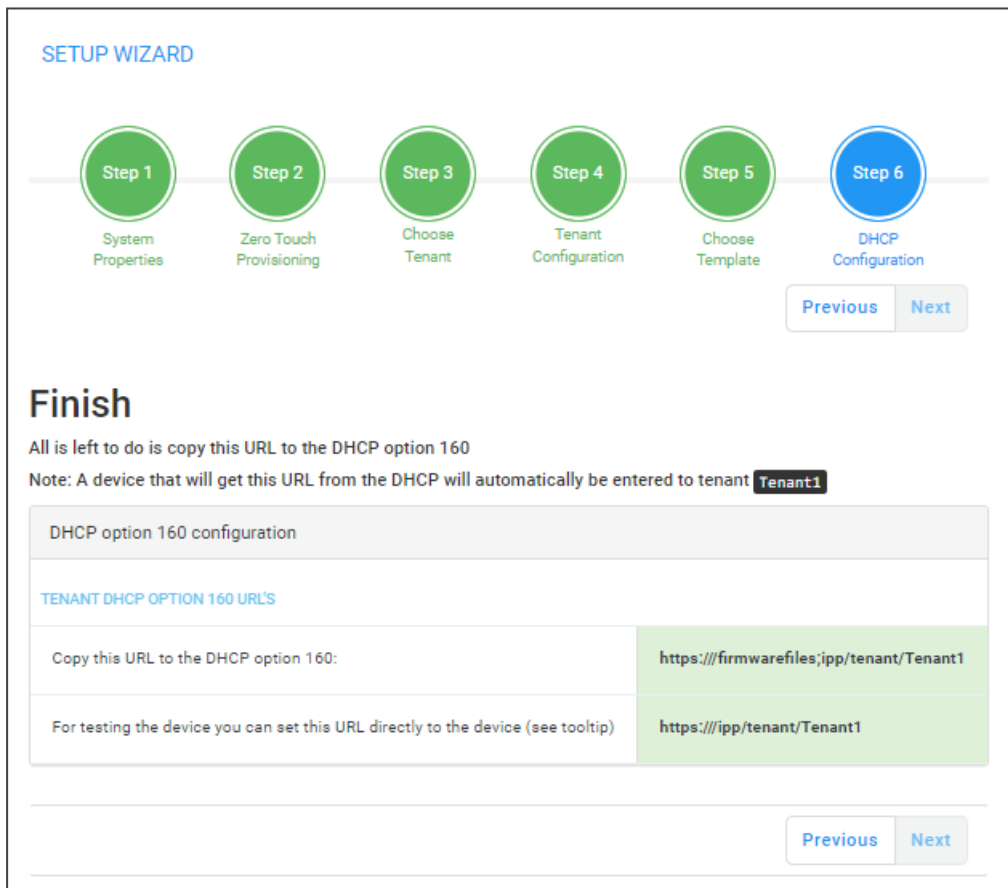 SETUP WIZARD
Step 1
Step 2
Step 3
Step 4
Step 5
Step 6
System
Properties
Zero Touch
Provisioning
Choose
Tenant
Tenant
Configuration
Choose
Template
DHCP
Configuration
Previous Next
Finish
All is left to do is copy this URL to the DHCP option 160
Note: A device that will get this URL from the DHCP will automatically be entered to tenant Tenant1
DHCP option 160 configuration
TENANT DHCP OPTION 160 URL'S
Copy this URL to the DHCP option 160: https:///firmwarefiles;ipp/tenant/Tenant1
For testing the device you can set this URL directly to the device (see tooltip) https:///ipp/tenant/Tenant1
Previous Next